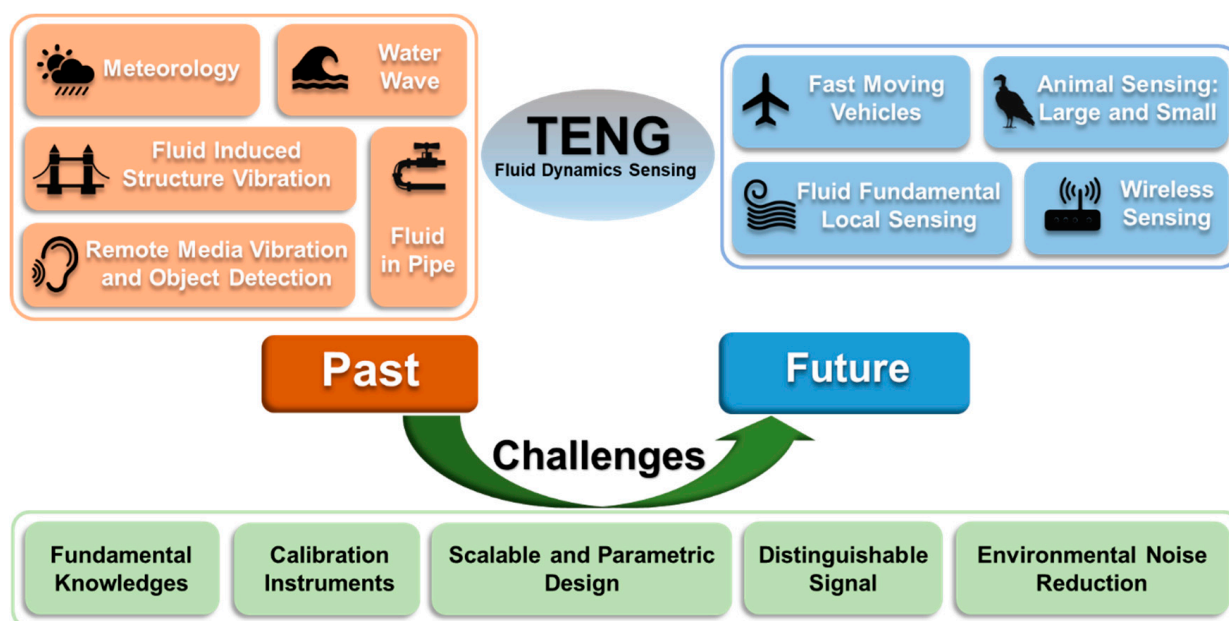 Meteorology
Water
Wave
Fluid Induced
Structure Vibration
Remote Media Vibration
and Object Detection
Fluid
in Pipe
TENG
Fluid Dynamics Sensing
Fast Moving
Vehicles
Animal Sensing:
Large and Small
Fluid Fundamental
Local Sensing
Wireless
Sensing
Past
Future
Challenges
Fundamental
Knowledges
Calibration
Instruments
Scalable and Parametric
Design
Distinguishable
Signal
Environmental Noise
Reduction